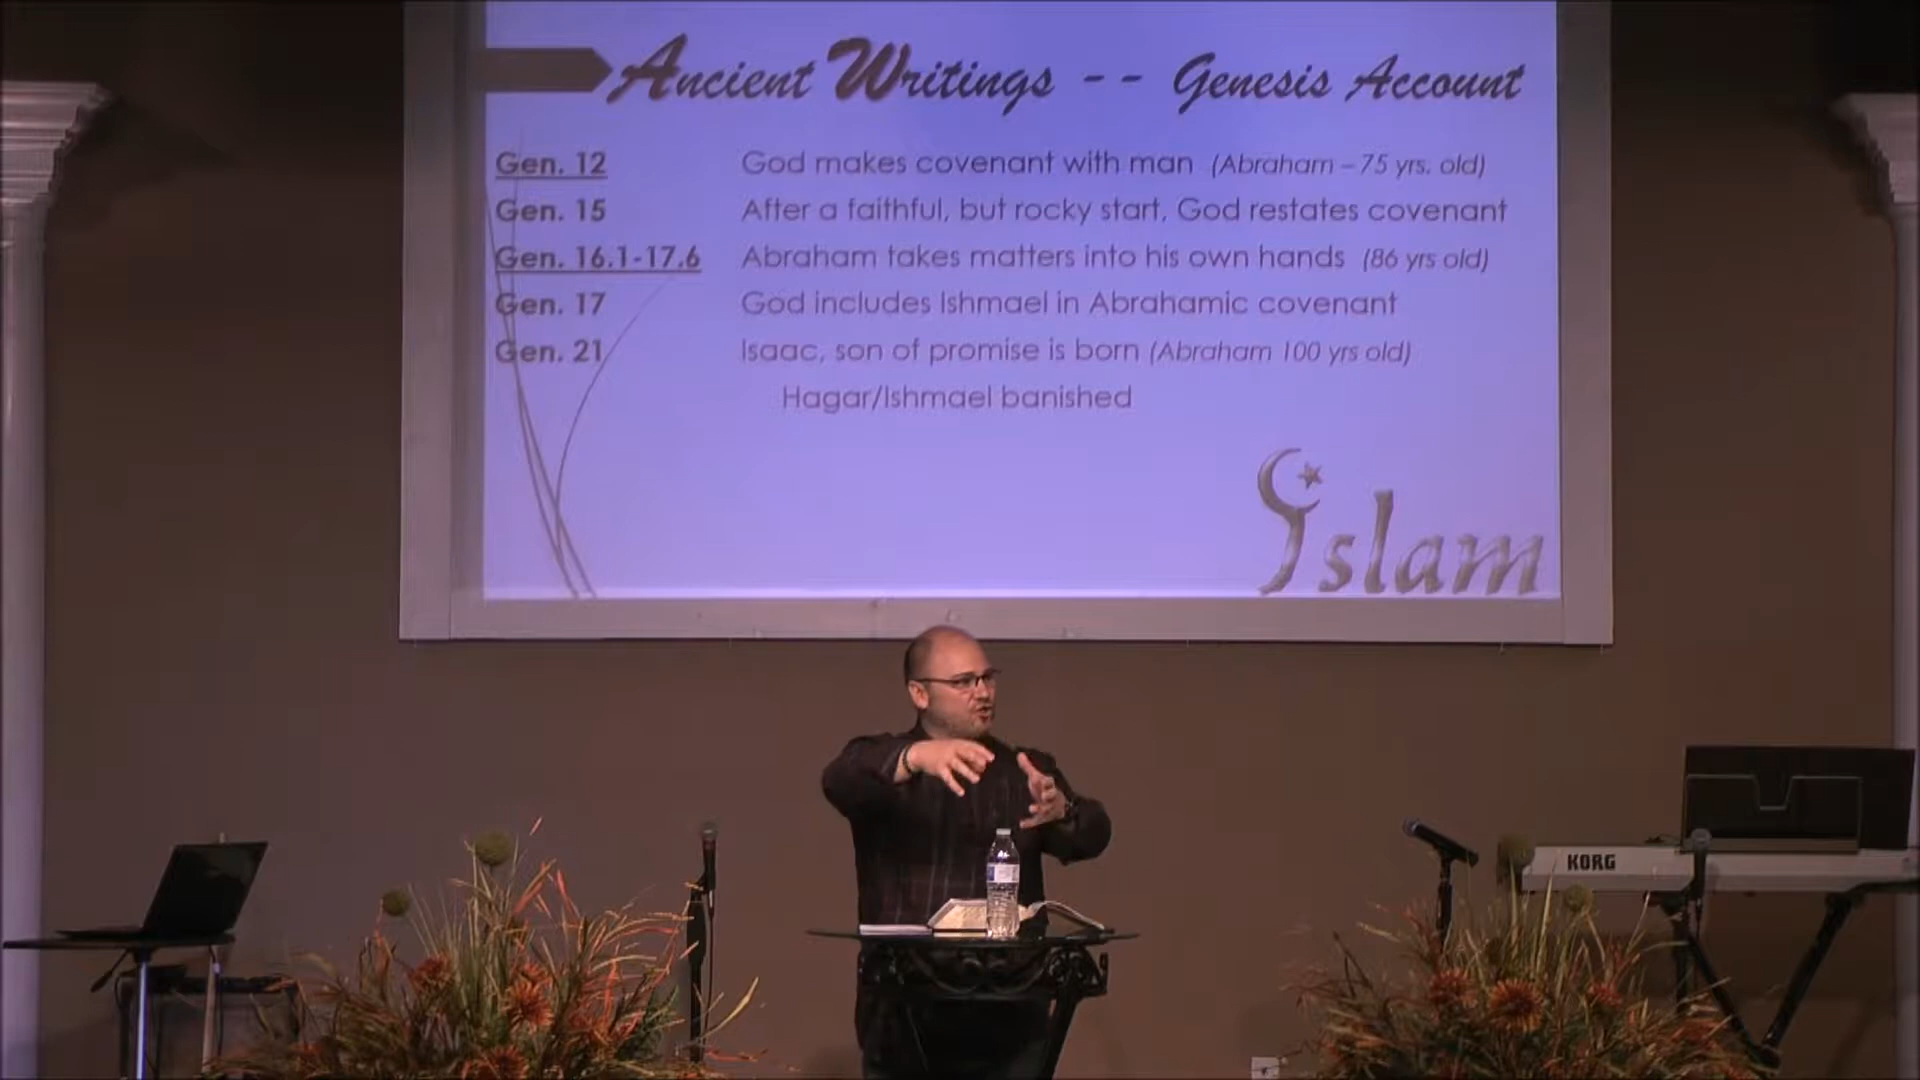 Ancient Writings -- Genesis Account
Gen. 12 God makes covenant with man (Abraham – 75 yrs. old)
Gen. 15 After a faithful, but rocky start, God restates covenant
Gen. 16.1-17.6 Abraham takes matters into his own hands (86 yrs old)
Gen. 17 God includes Ishmael in Abrahamic covenant
Gen. 21 Isaac, son of promise is born (Abraham 100 yrs old)
Hagar/Ishmael banished
Islam
KORG